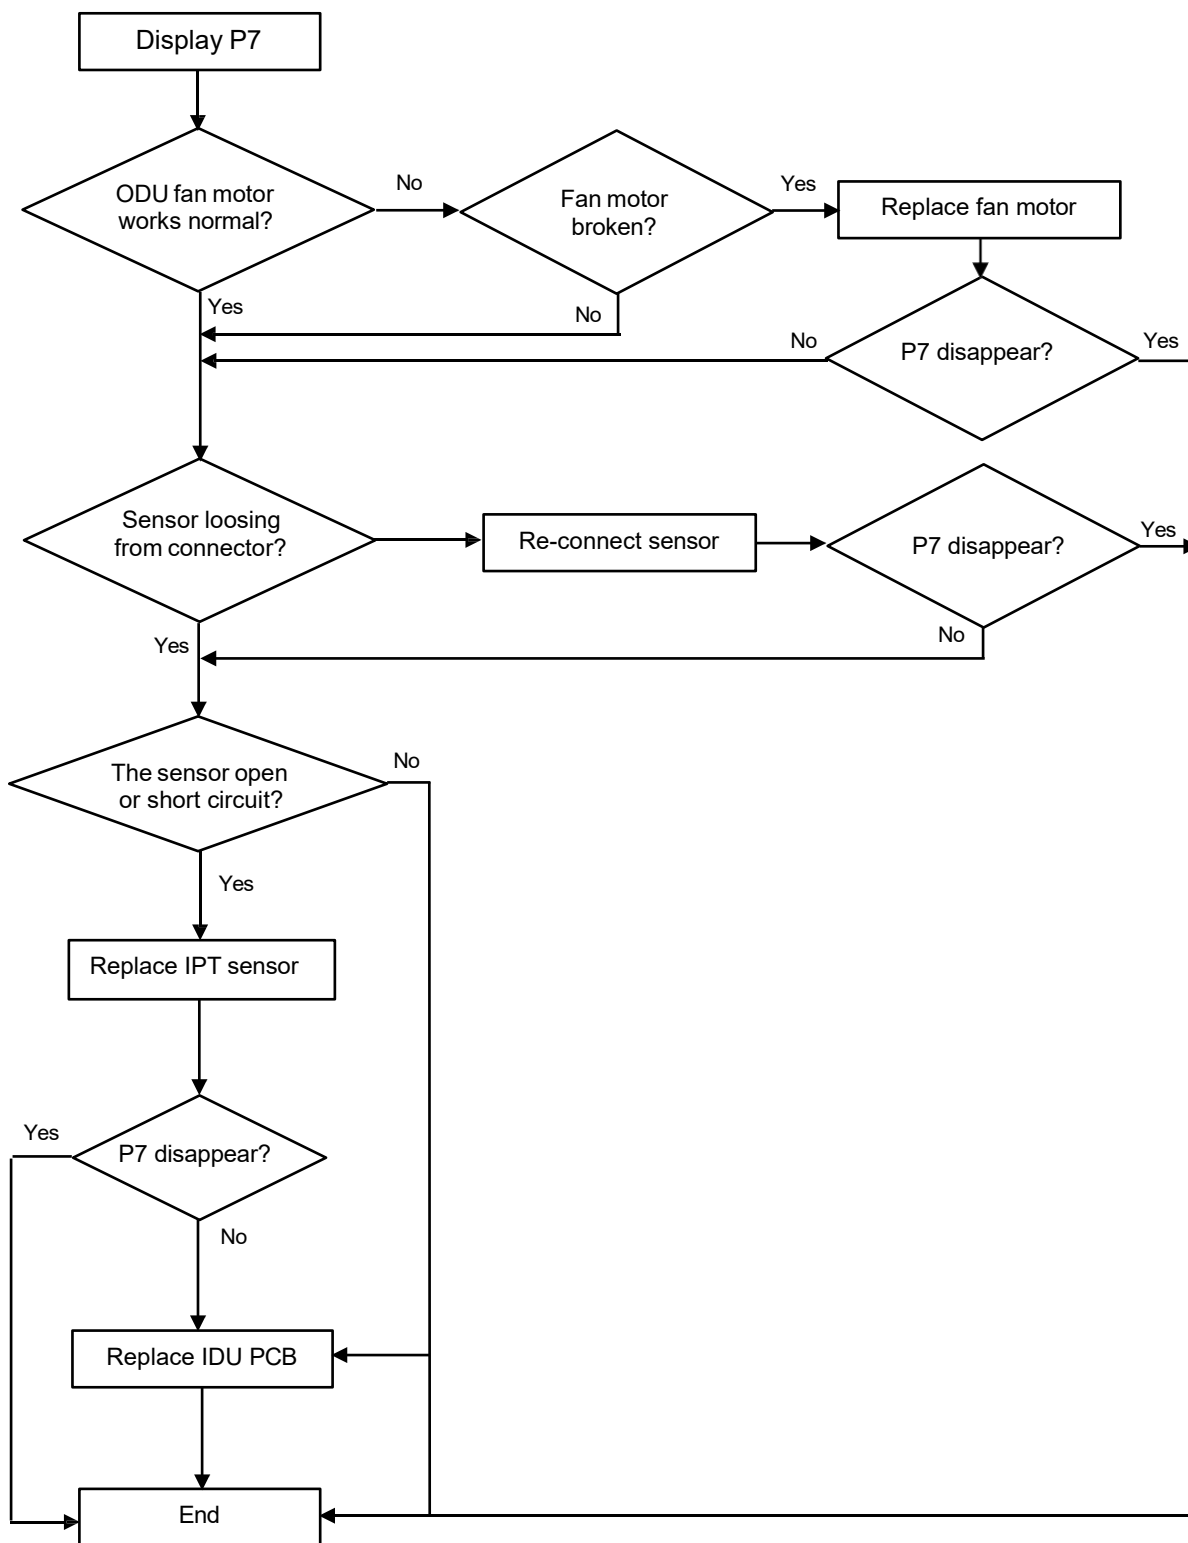 Display P7
ODU fan motor
works normal?
No
Fan motor
broken?
Yes
Replace fan motor
Yes
No
No
P7 disappear?
Yes
Sensor loosing
from connector?
Re-connect sensor
P7 disappear?
Yes
Yes
No
The sensor open
or short circuit?
No
Yes
Replace IPT sensor
Yes
P7 disappear?
No
Replace IDU PCB
End